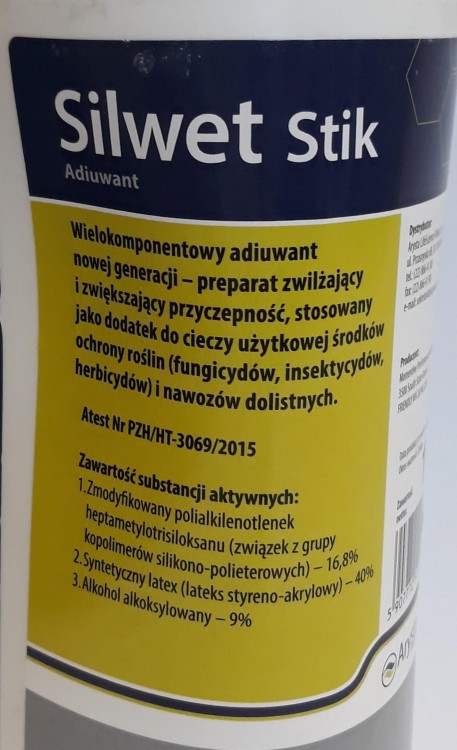 Silwet Stik
Adiuwant
Wielokomponentowy adiuwant
nowej generacji – preparat zwilżający
i zwiększający przyczepność, stosowany
jako dodatek do cieczy użytkowej środków
ochrony roślin (fungicydów, insektycydów,
herbicydów) i nawozów dolistnych.
Atest Nr PZH/HT-3069/2015
Zawartość substancji aktywnych:
1.Zmodyfikowany polialkilenotlenek
heptametylotrisiloksanu (związek z grupy
kopolimerów silikono-polieterowych) – 16,8%
2.Syntetyczny latex (lateks styreno-akrylowy) – 40%
3.Alkohol alkoksylowany – 9%
Dystrybutor:
Producent: